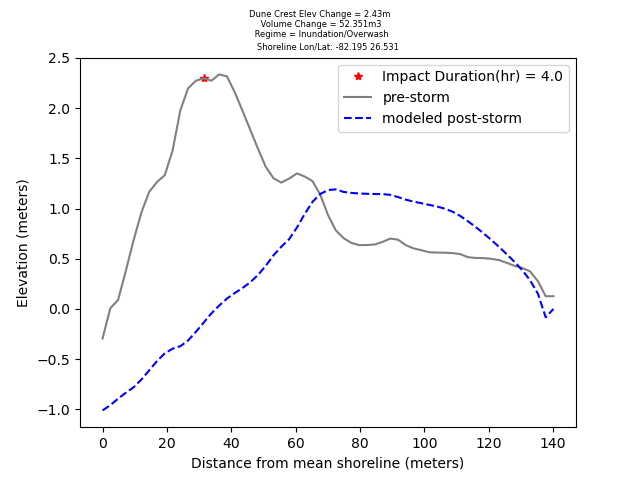 Dune Crest Elev Change = 2.43m
Volume Change = 52.351m3
Regime = Inundation/Overwash
Shoreline Lon/Lat: -82.195 26.531
Impact Duration(hr) = 4.0
pre-storm
modeled post-storm
Elevation (meters)
2.5
2.0
1.5
1.0
0.5
0.0
−0.5
−1.0
0 20 40 60 80 100 120 140
Distance from mean shoreline (meters)